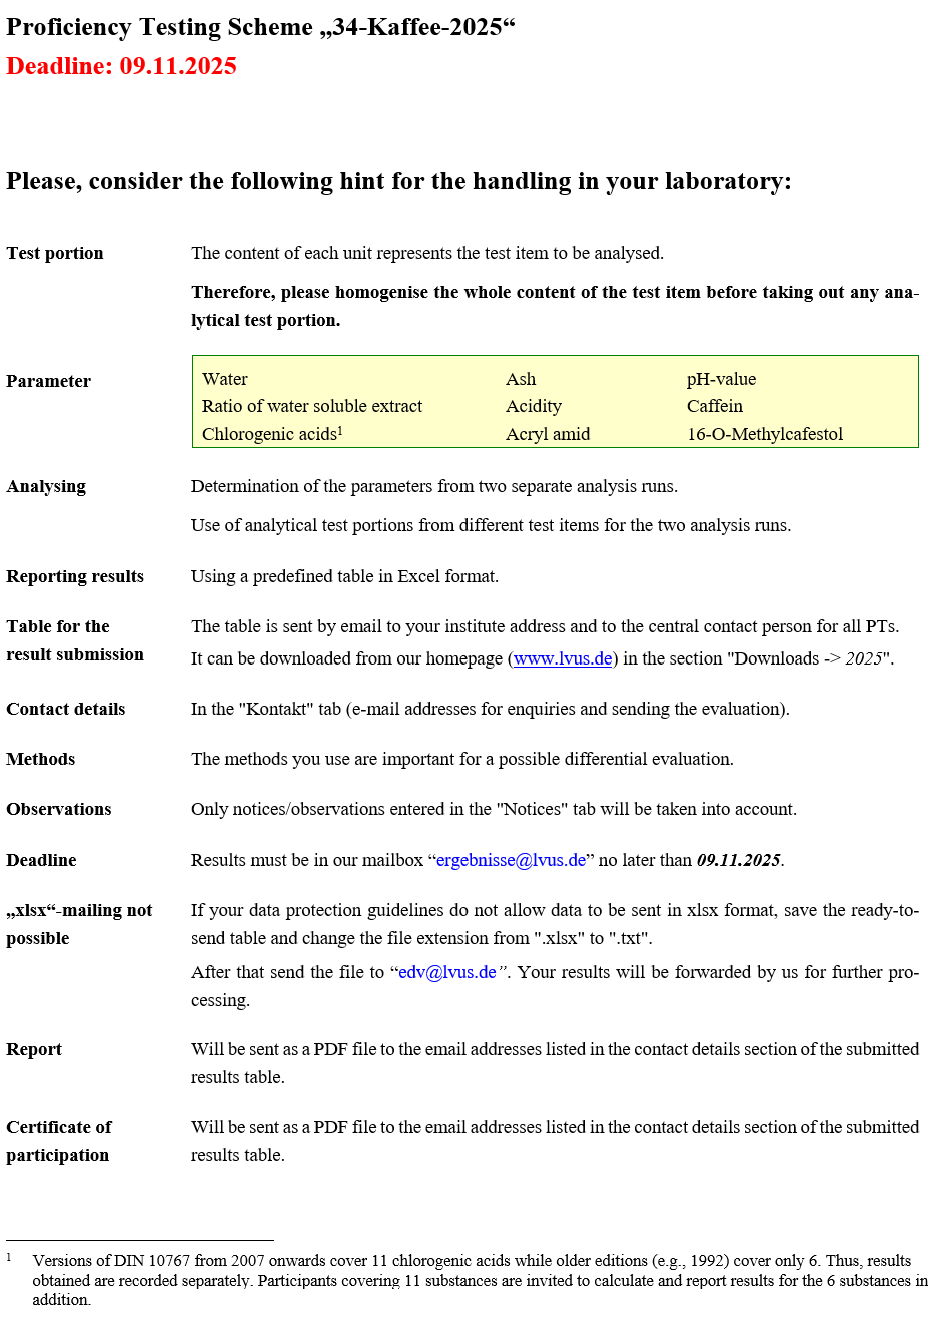 Proficiency Testing Scheme „34-Kaffee-2025“
Deadline: 09.11.2025
Please, consider the following hint for the handling in your laboratory:
Test portion The content of each unit represents the test item to be analysed.
Therefore, please homogenise the whole content of the test item before taking out any ana-
lytical test portion.
Parameter
Water Ash pH-value
Ratio of water soluble extract Acidity Caffein
Chlorogenic acids¹ Acryl amid 16-O-Methylcafestol
Analysing Determination of the parameters from two separate analysis runs.
Use of analytical test portions from different test items for the two analysis runs.
Reporting results Using a predefined table in Excel format.
Table for the The table is sent by email to your institute address and to the central contact person for all PTs.
result submission It can be downloaded from our homepage (www.lvus.de) in the section "Downloads -> 2025".
Contact details In the "Kontakt" tab (e-mail addresses for enquiries and sending the evaluation).
Methods The methods you use are important for a possible differential evaluation.
Observations Only notices/observations entered in the "Notices" tab will be taken into account.
Deadline Results must be in our mailbox “ergebnisse@lvus.de” no later than 09.11.2025.
„xlsx“-mailing not If your data protection guidelines do not allow data to be sent in xlsx format, save the ready-to-
possible send table and change the file extension from ".xlsx" to ".txt".
After that send the file to “edv@lvus.de”. Your results will be forwarded by us for further pro-
cessing.
Report Will be sent as a PDF file to the email addresses listed in the contact details section of the submitted
results table.
Certificate of Will be sent as a PDF file to the email addresses listed in the contact details section of the submitted
participation results table.
1 Versions of DIN 10767 from 2007 onwards cover 11 chlorogenic acids while older editions (e.g., 1992) cover only 6. Thus, results
obtained are recorded separately. Participants covering 11 substances are invited to calculate and report results for the 6 substances in
addition.